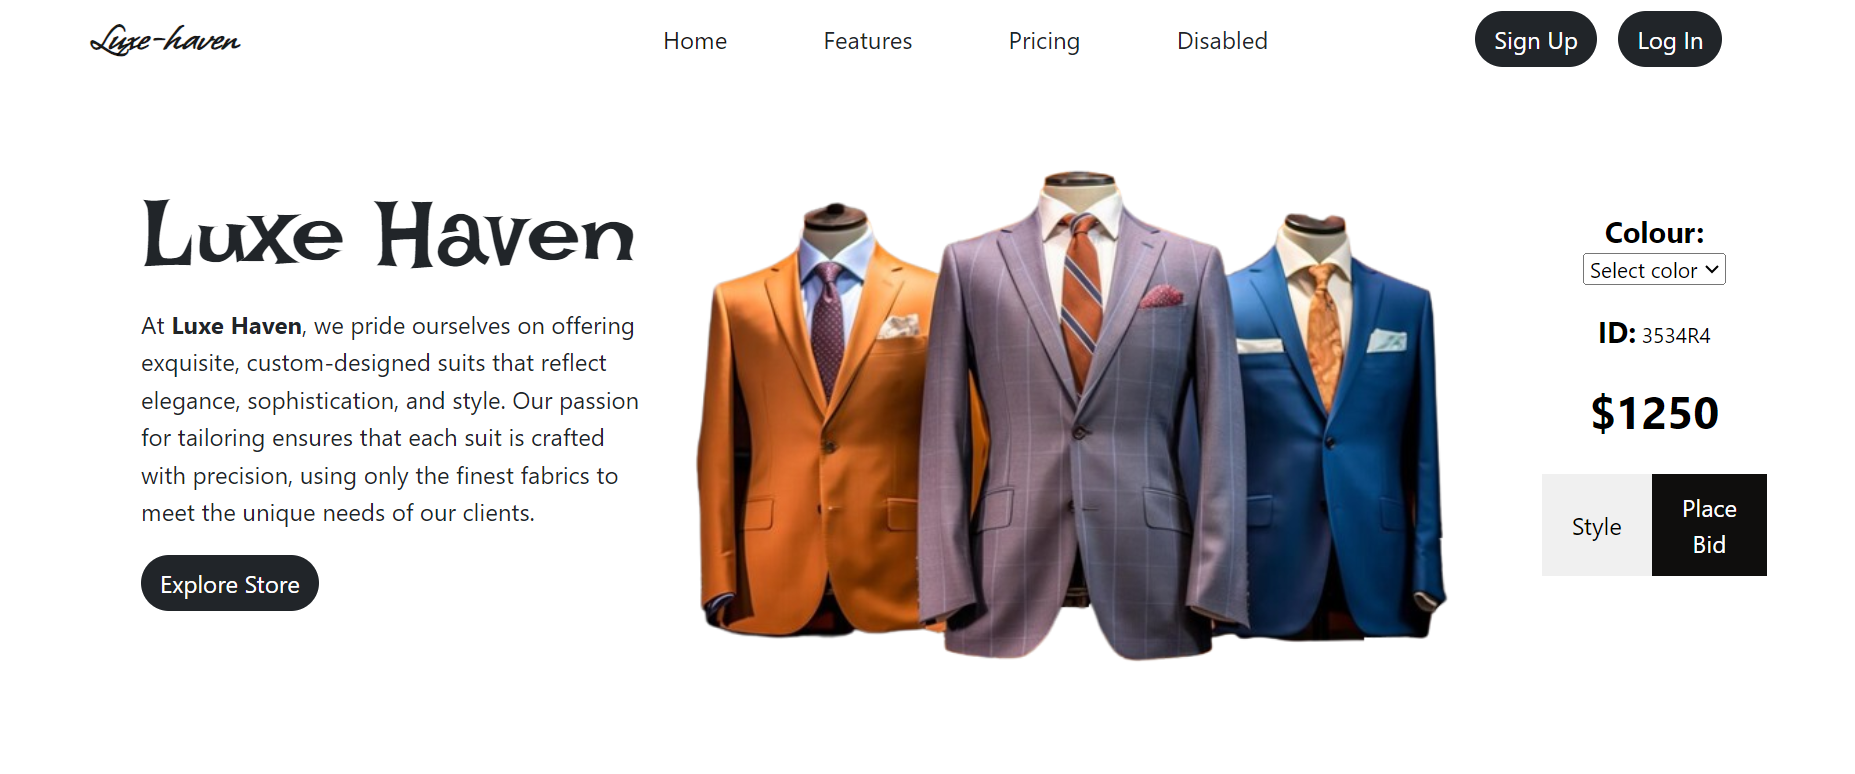 Luxe-haven
Home
Features
Pricing
Disabled
Sign Up
Log In
Luxe Haven
At Luxe Haven, we pride ourselves on offering
exquisite, custom-designed suits that reflect
elegance, sophistication, and style. Our passion
for tailoring ensures that each suit is crafted
with precision, using only the finest fabrics to
meet the unique needs of our clients.
Explore Store
Colour:
Select color
ID: 3534R4
$1250
Style
Place
Bid